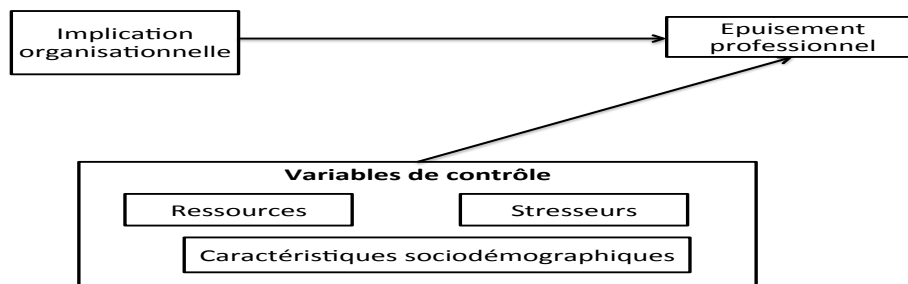 Implication
organisationnelle
Epuisement
professionnel
Variables de contrôle
Ressources
Stresseurs
Caractéristiques sociodémographiques